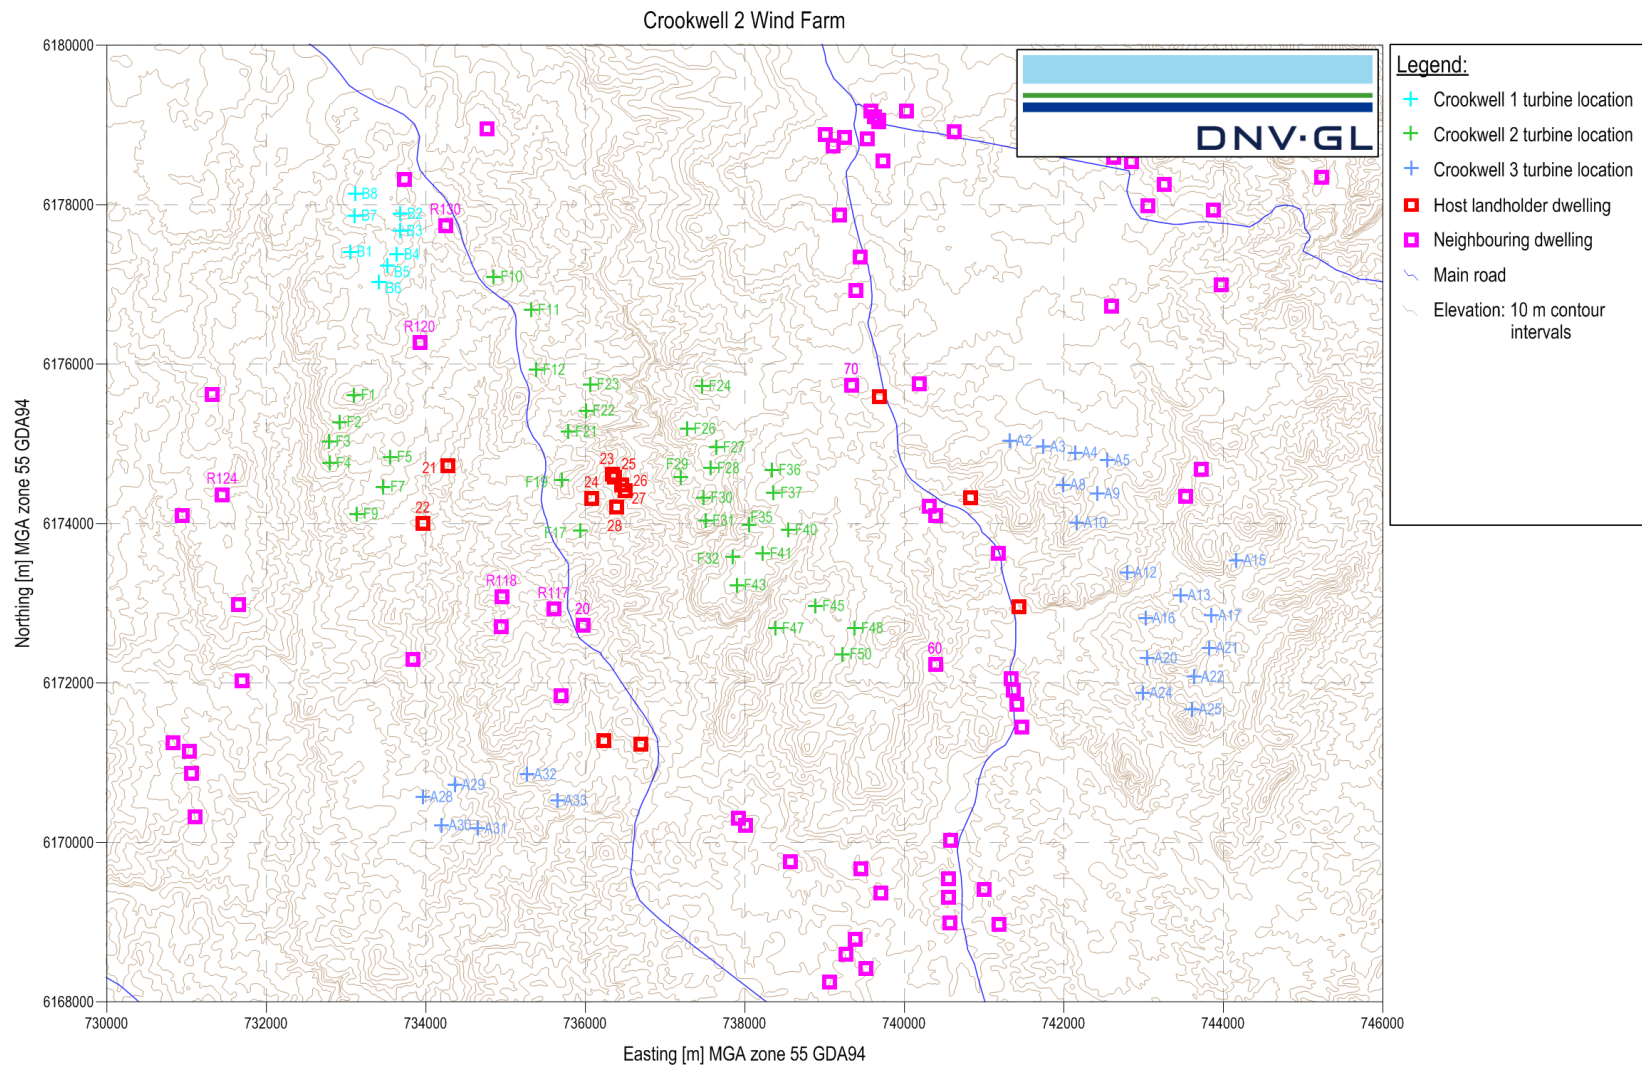 Crookwell 2 Wind Farm
6180000
6178000
6176000
6174000
6172000
6170000
6168000
Northing [m] MGA zone 55 GDA94
730000
732000
734000
736000
738000
740000
742000
744000
746000
Easting [m] MGA zone 55 GDA94
DNV·GL
Legend:
Crookwell 1 turbine location
Crookwell 2 turbine location
Crookwell 3 turbine location
Host landholder dwelling
Neighbouring dwelling
Main road
Elevation: 10 m contour
intervals
B8
B7
B2
R130
B3
B1
B4
B5
B6
F10
F11
R120
F12
F23
F24
70
F1
F22
F2
F21
F26
F3
F27
A2
A3
A4
A5
F4
F5
21
23
25
F29
F28
F36
R124
F7
F19
24
26
27
F30
F37
A8
A9
F9
22
F17
28
F31
F35
F40
A10
F32
F41
A15
A12
R118
R117
20
F43
F45
A13
A16
A17
F47
F48
60
F50
A20
A21
A22
A24
A25
A32
A29
A28
A33
A30
A31